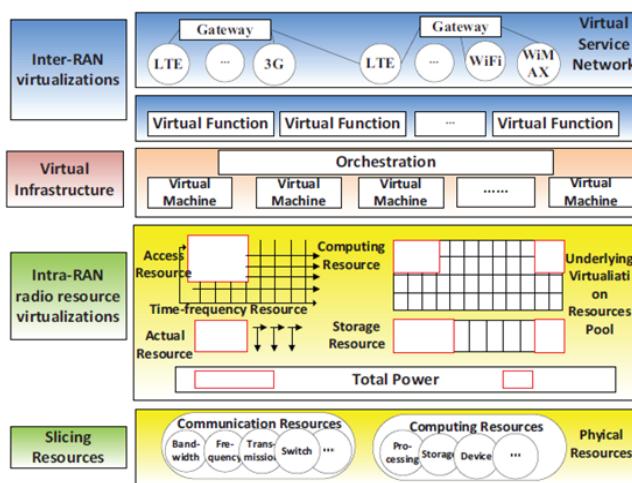 Inter-RAN
virtualizations
Gateway
Gateway
LTE
...
3G
LTE
...
WiFi
WiM
AX
Virtual
Service
Network
Virtual Function
Virtual Function
...
Virtual Function
Virtual
Infrastructure
Orchestration
Virtual
Machine
Virtual
Machine
Virtual
Machine
......
Virtual
Machine
Intra-RAN
radio resource
virtualizations
Access
Resource
Time-frequency Resource
Computing
Resource
Underlying
Virtualiati
on
Resources
Pool
Actual
Resource
Storage
Resource
Total Power
Slicing
Resources
Communication Resources
Band-
width
Fre-
quency
Trans-
missio
Switch
...
Computing Resources
Pro-
cessing
Storage
Device
...
Phyical
Resources